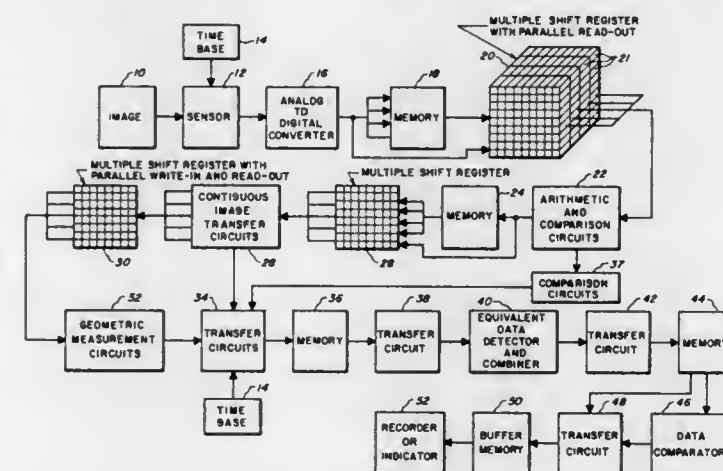 MULTIPLE SHIFT REGISTER
WITH PARALLEL READ-OUT
TIME
BASE
14
20
21
10
12
16
18
IMAGE
SENSOR
ANALOG
TO
DIGITAL
CONVERTER
MEMORY
MULTIPLE SHIFT REGISTER WITH
PARALLEL WRITE-IN AND READ-OUT
MULTIPLE SHIFT REGISTER
24
22
CONTIGUOUS
IMAGE
TRANSFER
CIRCUITS
MEMORY
ARITHMETIC
AND
COMPARISON
CIRCUITS
30
28
26
37
COMPARISON
CIRCUITS
32
34
36
38
40
42
44
GEOMETRIC
MEASUREMENT
CIRCUITS
TRANSFER
CIRCUITS
MEMORY
TRANSFER
CIRCUIT
EQUIVALENT
DATA
DETECTOR
AND
COMBINER
TRANSFER
CIRCUIT
MEMORY
14
TIME
BASE
52
50
48
46
RECORDER
OR
INDICATOR
BUFFER
MEMORY
TRANSFER
CIRCUIT
DATA
COMPARATOR